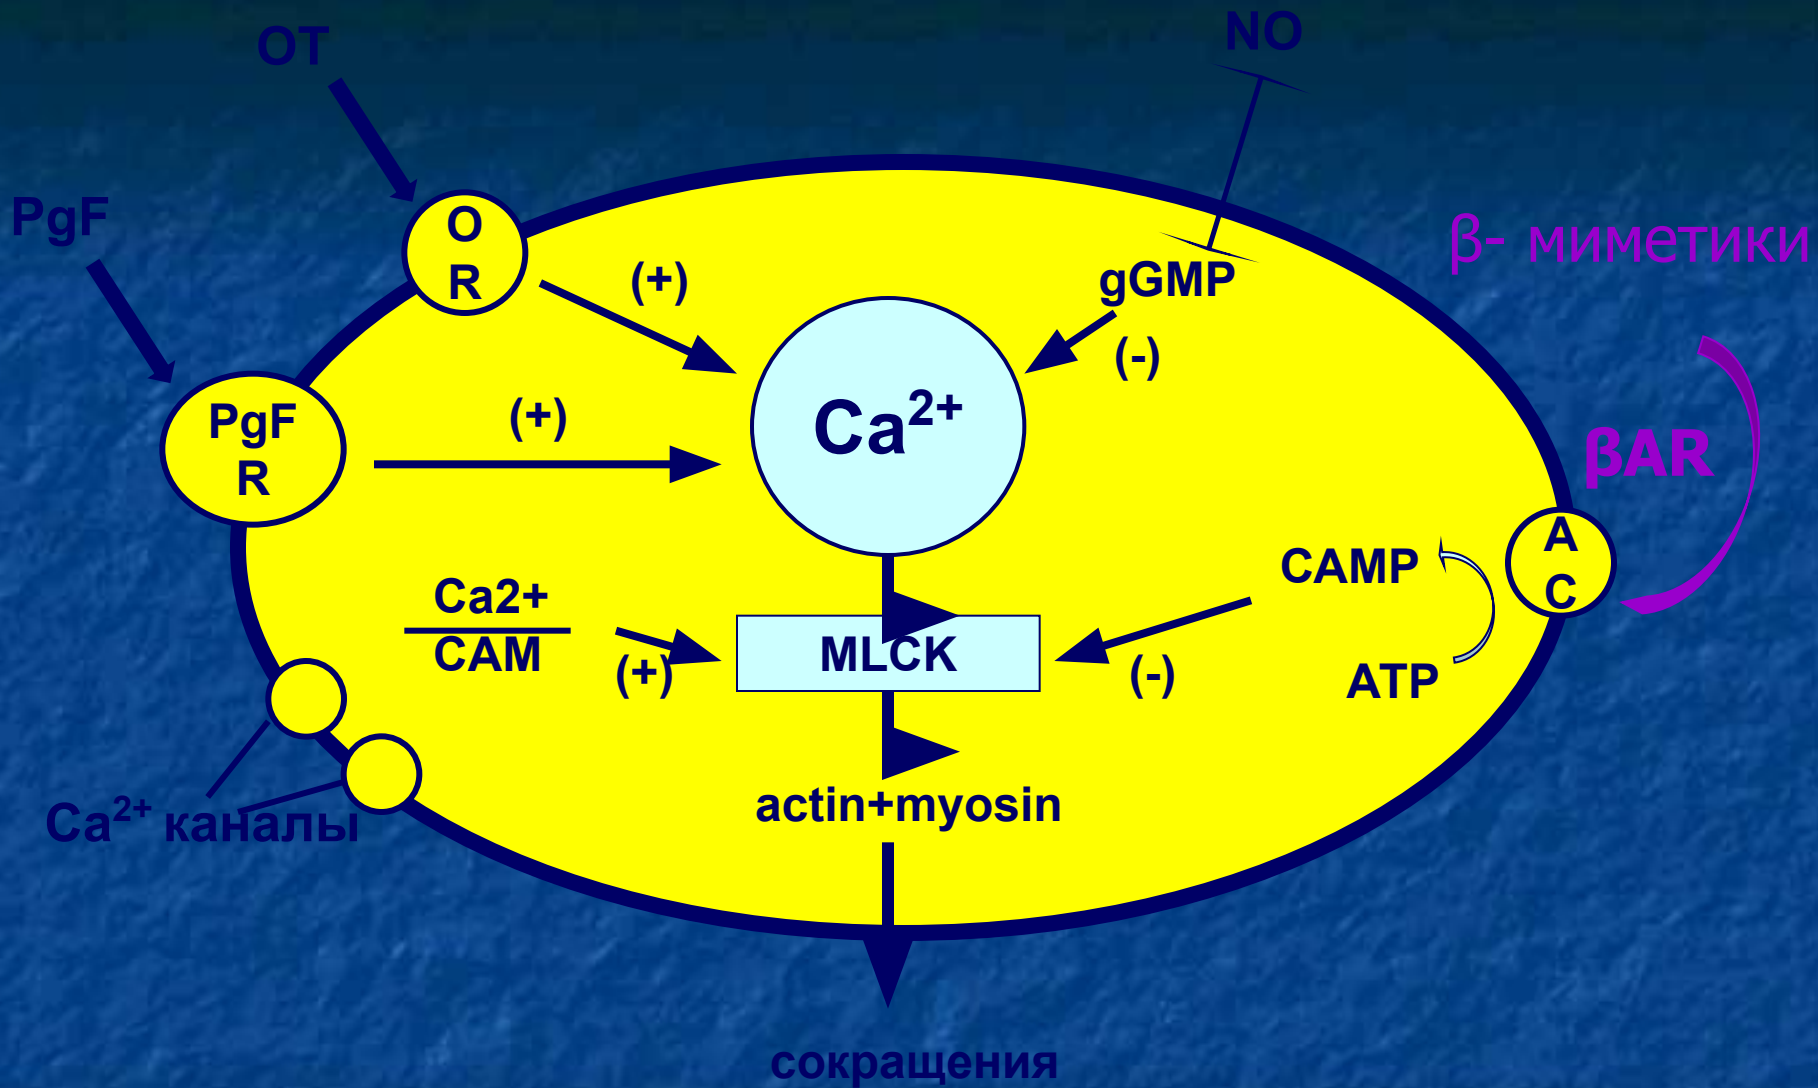 OT
NO
PgF
O
R
(+)
gGMP
β- миметики
(-)
PgF
R
(+)
Ca²⁺
βAR
A
C
CAMP
Ca2+
CAM
(+)
MLCK
(-)
ATP
Ca²⁺ каналы
actin+myosin
сокращения